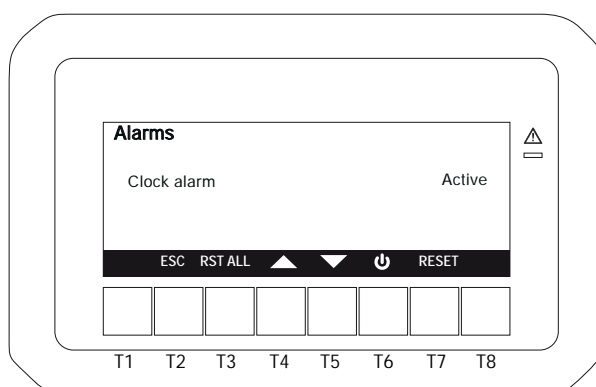 Alarms
Clock alarm Active
ESC RST ALL RESET
T1 T2 T3 T4 T5 T6 T7 T8